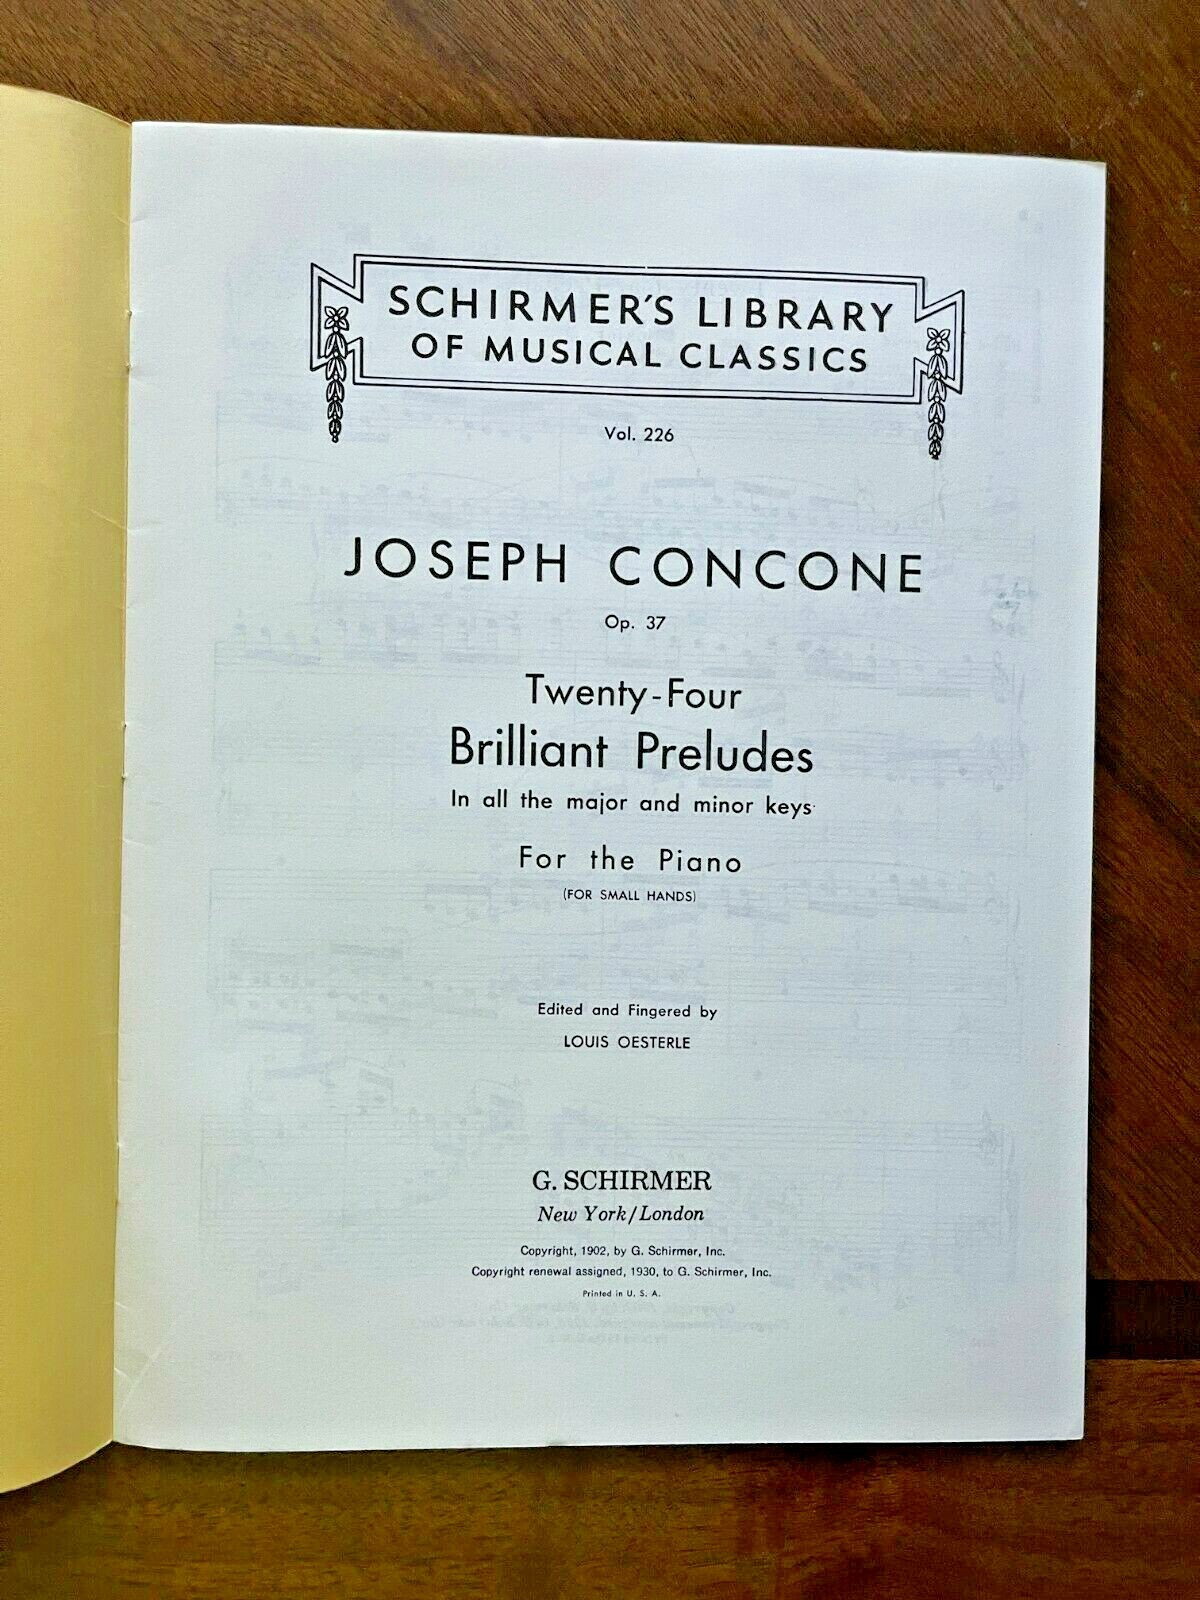 SCHIRMER'S LIBRARY
OF MUSICAL CLASSICS
Vol. 226
JOSEPH CONCONE
Op. 37
Twenty-Four
Brilliant Preludes
In all the major and minor keys
For the Piano
(FOR SMALL HANDS)
Edited and Fingered by
LOUIS OESTERLE
G. SCHIRMER
New York/London
Copyright, 1902, by G. Schirmer, Inc.
Copyright renewal assigned, 1930, to G. Schirmer, Inc.
Printed in U. S. A.